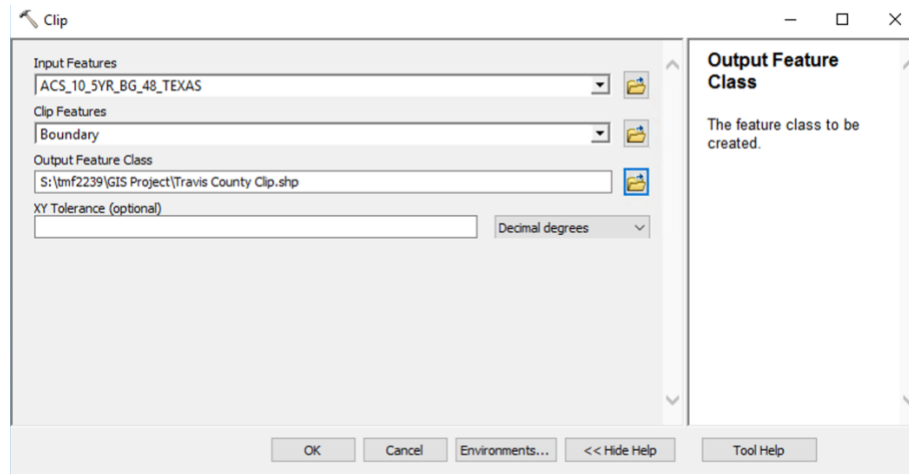 Clip
Input Features
ACS_10_5YR_BG_48_TEXAS
Clip Features
Boundary
Output Feature Class
S:\tmf2239\GIS Project\Travis County Clip.shp
XY Tolerance (optional)
Decimal degrees
Output Feature
Class
The feature class to be
created.
OK
Cancel
Environments...
<< Hide Help
Tool Help